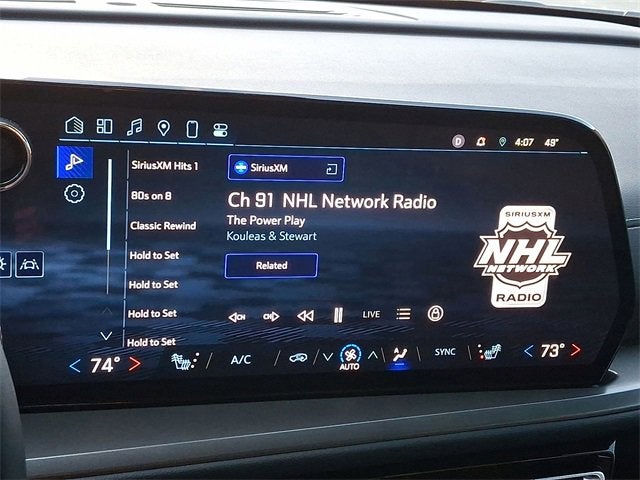 D 4:07 49°
SiriusXM Hits 1
80s on 8
Classic Rewind
Hold to Set
Hold to Set
Hold to Set
Hold to Set
SiriusXM
Ch 91 NHL Network Radio
The Power Play
Kouleas & Stewart
Related
CH CH LIVE
SIRIUSXM
NHL
NETWORK
RADIO
74° A/C AUTO SYNC 73°